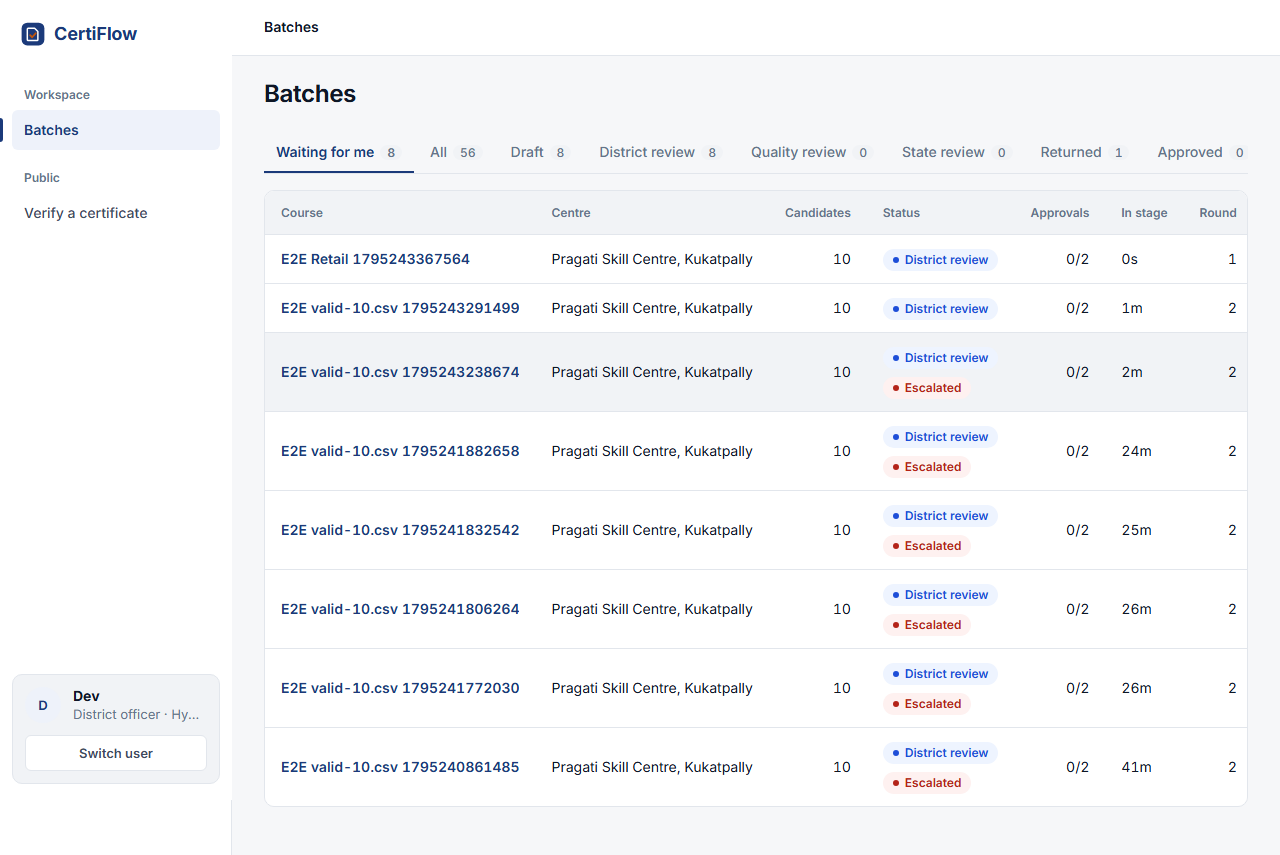 CertiFlow
Workspace
Batches
Public
Verify a certificate
D
Dev
District officer · Hy...
Switch user
Batches
Batches
Waiting for me 8 All 56 Draft 8 District review 8 Quality review 0 State review 0 Returned 1 Approved 0
Course Centre Candidates Status Approvals In stage Round
E2E Retail 1795243367564 Pragati Skill Centre, Kukatpally 10 District review 0/2 0s 1
E2E valid-10.csv 1795243291499 Pragati Skill Centre, Kukatpally 10 District review 0/2 1m 2
E2E valid-10.csv 1795243238674 Pragati Skill Centre, Kukatpally 10 District review 0/2 2m 2
Escalated
E2E valid-10.csv 1795241882658 Pragati Skill Centre, Kukatpally 10 District review 0/2 24m 2
Escalated
E2E valid-10.csv 1795241832542 Pragati Skill Centre, Kukatpally 10 District review 0/2 25m 2
Escalated
E2E valid-10.csv 1795241806264 Pragati Skill Centre, Kukatpally 10 District review 0/2 26m 2
Escalated
E2E valid-10.csv 1795241772030 Pragati Skill Centre, Kukatpally 10 District review 0/2 26m 2
Escalated
E2E valid-10.csv 1795240861485 Pragati Skill Centre, Kukatpally 10 District review 0/2 41m 2
Escalated